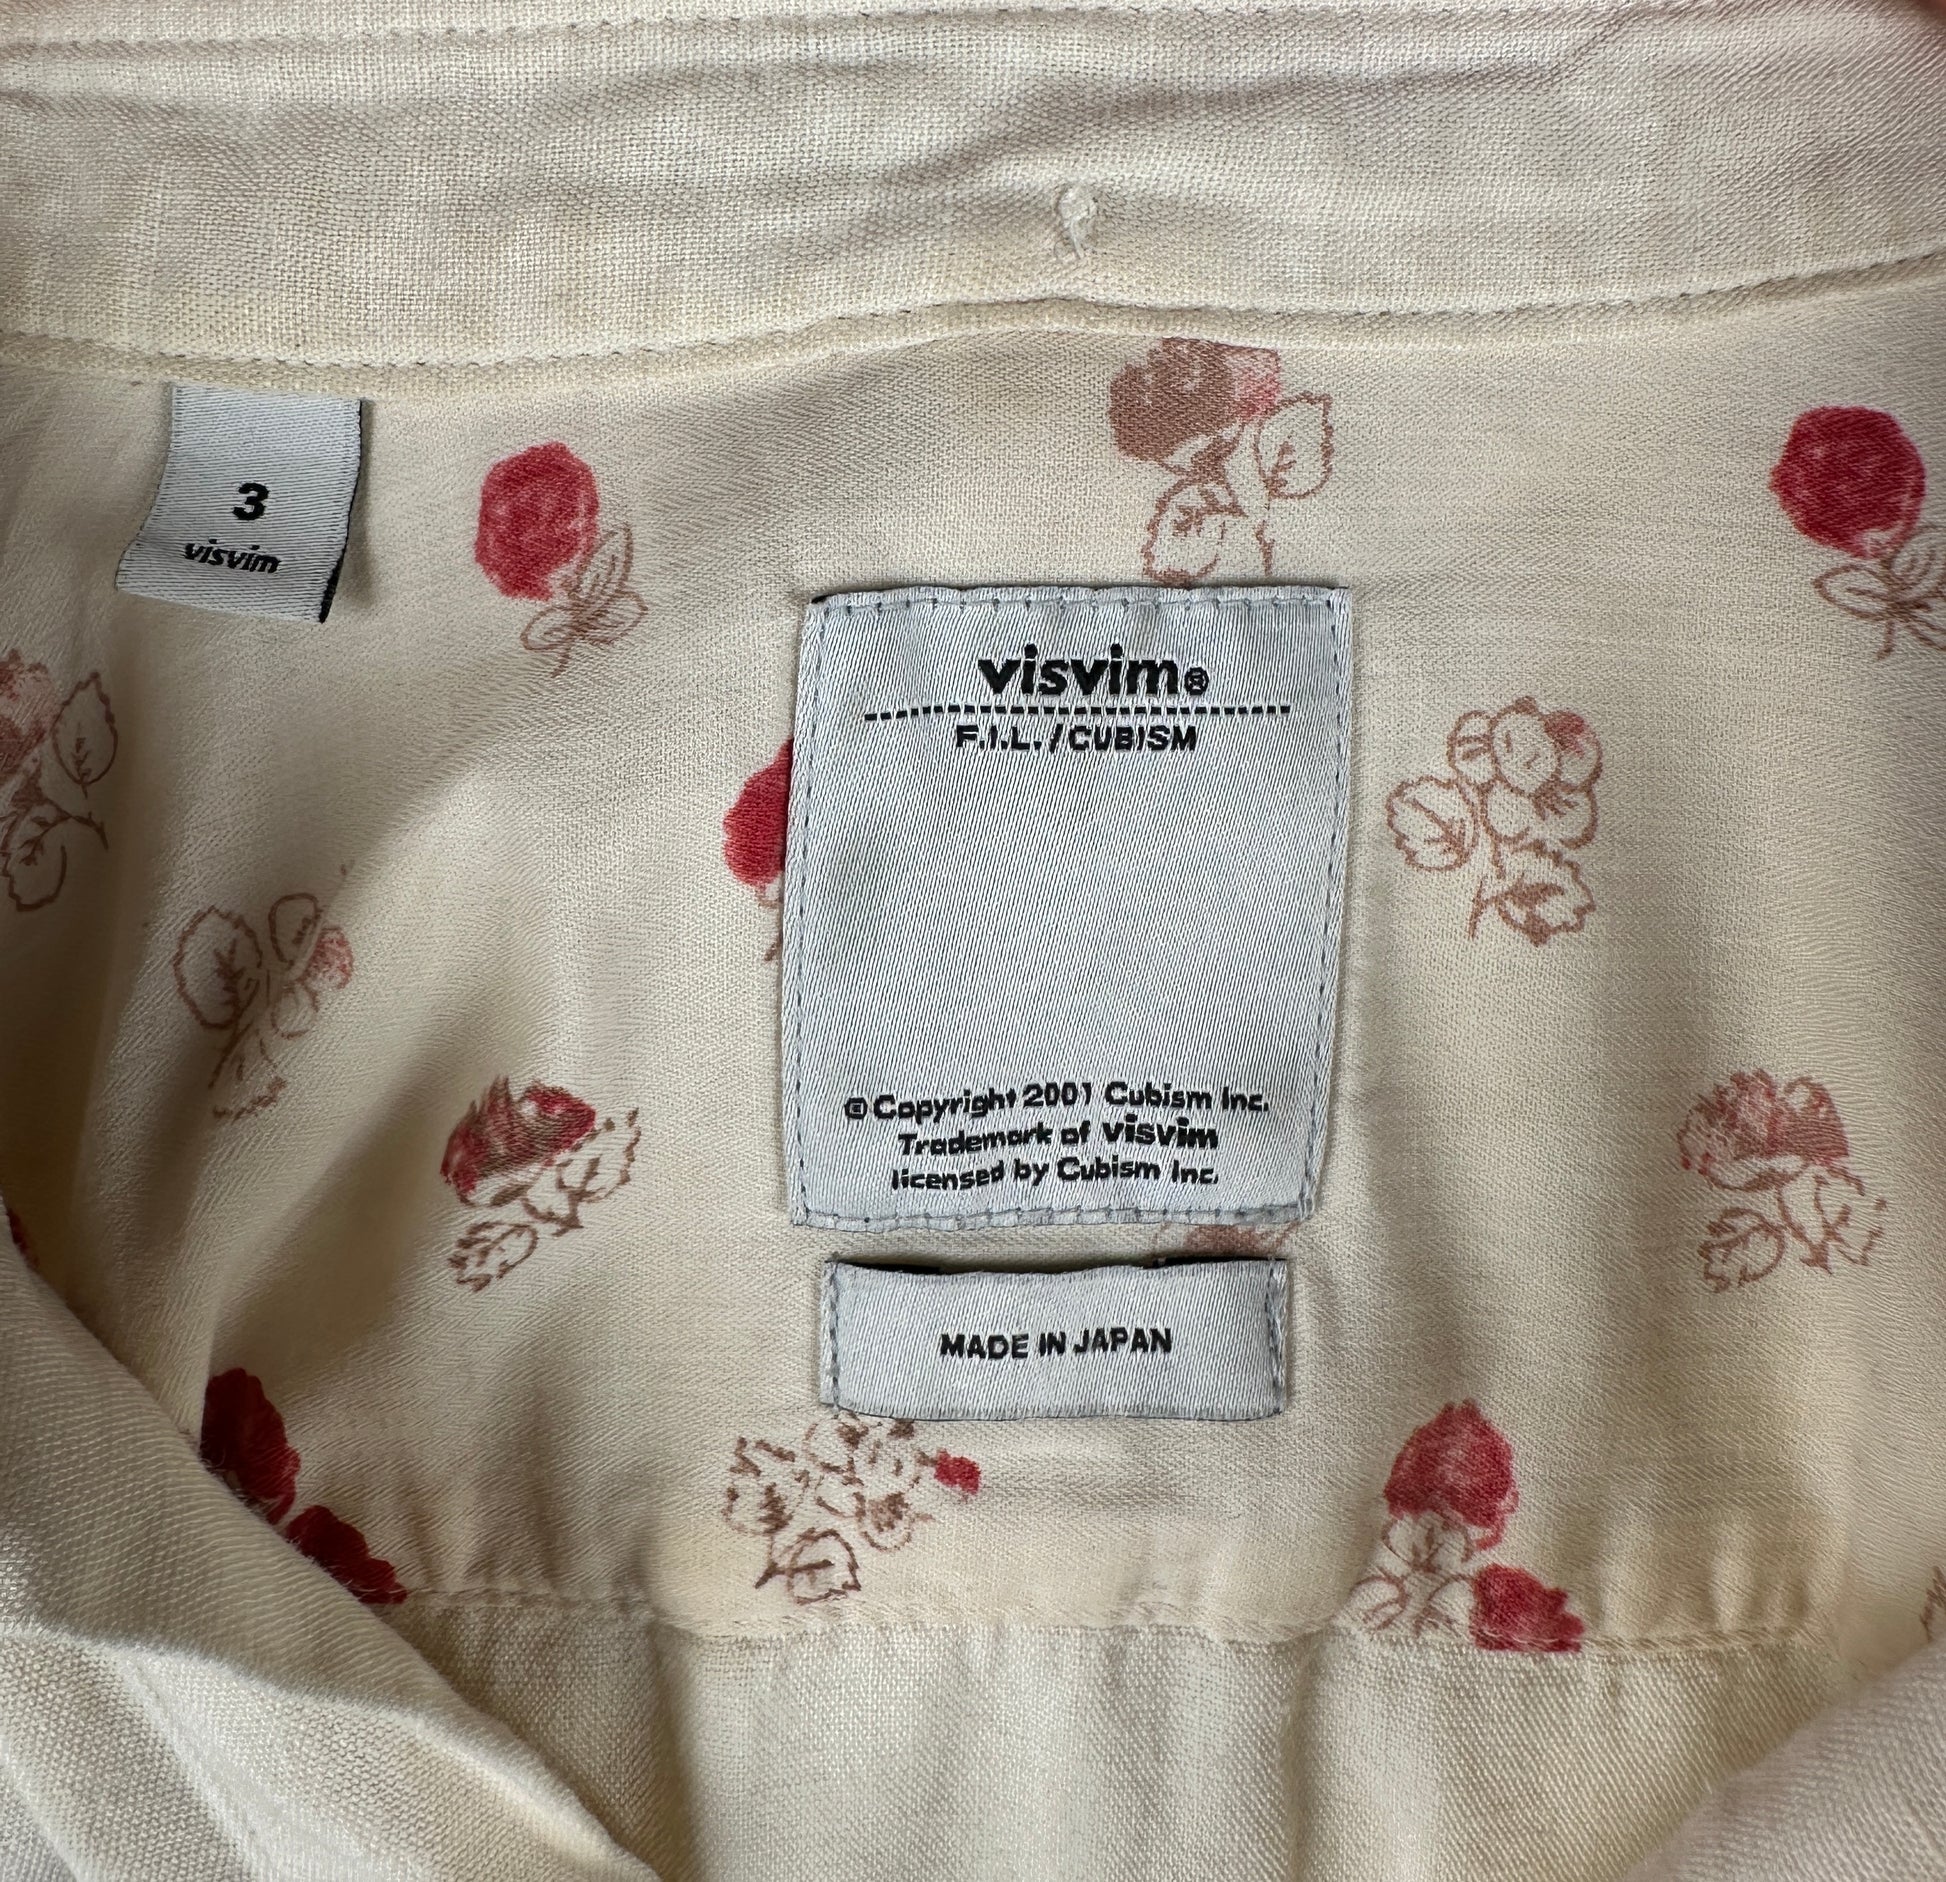 3
visvim
visvim®
F.I.L./CUBISM
© Copyright 2001 Cubism Inc.
Trademark of visvim
licensed by Cubism Inc.
MADE IN JAPAN